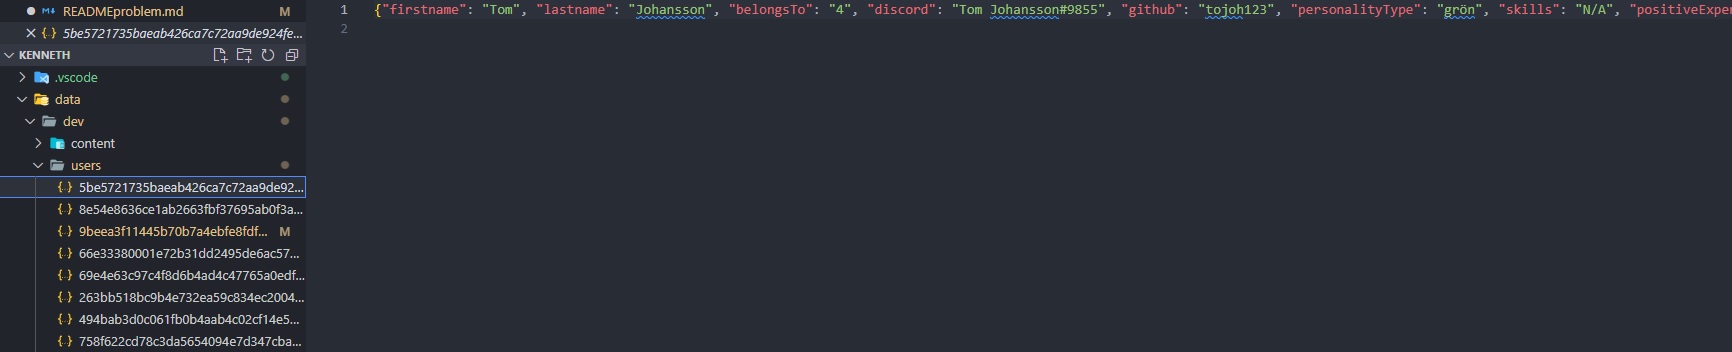 READMEproblem.md M
5be5721735baeab426ca7c72aa9de924fe...
KENNETH
.vscode
data
dev
content
users
5be5721735baeab426ca7c72aa9de92...
8e54e8636ce1ab2663fbf37695ab0f3a...
9beea3f11445b70b7a4ebfe8fdf... M
66e33380001e72b31dd2495de6ac57...
69e4e63c97c4f8d6b4ad4c47765a0edf...
263bb518bc9b4e732ea59c834ec2004...
494bab3d0c061fb0b4aab4c02cf14e5...
758f622cd78c3da5654094e7d347cba...
1 {"firstname": "Tom", "lastname": "Johansson", "belongsTo": "4", "discord": "Tom Johansson#9855", "github": "tojoh123", "personalityType": "grön", "skills": "N/A", "positiveExper
2